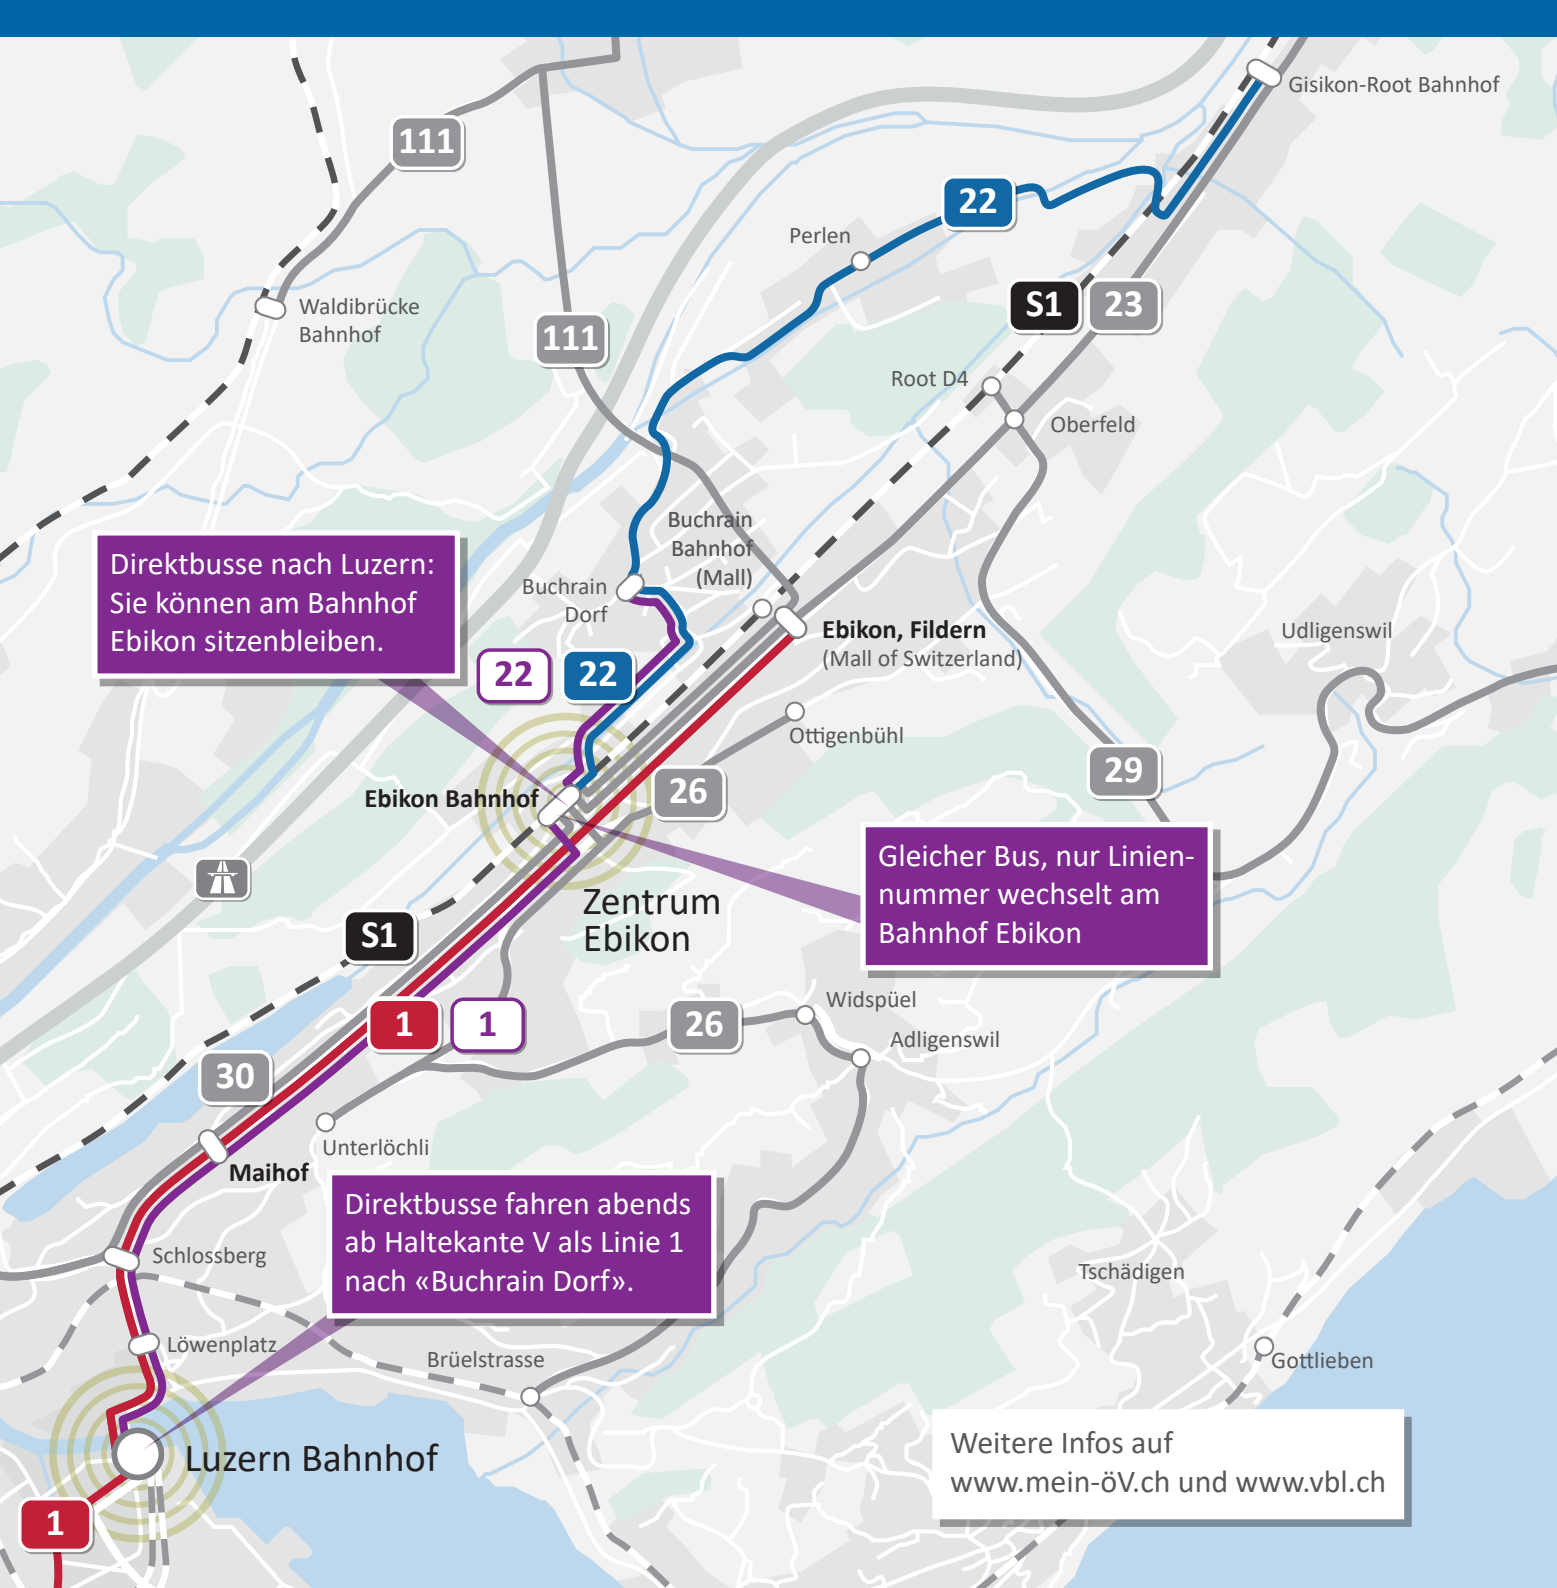 Gisikon-Root Bahnhof
111
22
Perlen
Waldibrücke
Bahnhof
S1
23
111
Root D4
Oberfeld
Buchrain
Bahnhof
(Mall)
Direktbusse nach Luzern:
Sie können am Bahnhof
Ebikon sitzenbleiben.
Buchrain
Dorf
Ebikon, Fildern
(Mall of Switzerland)
Udligenswil
22
22
Ottigenbühl
29
26
Ebikon Bahnhof
Gleicher Bus, nur Linien-
nummer wechselt am
Bahnhof Ebikon
Zentrum
Ebikon
S1
Widspüel
1
1
26
Adligenswil
30
Unterlöchli
Maihof
Direktbusse fahren abends
ab Haltekante V als Linie 1
nach «Buchrain Dorf».
Schlossberg
Tschädigen
Löwenplatz
Brüelstrasse
Gottlieben
Luzern Bahnhof
Weitere Infos auf
www.mein-öV.ch und www.vbl.ch
1